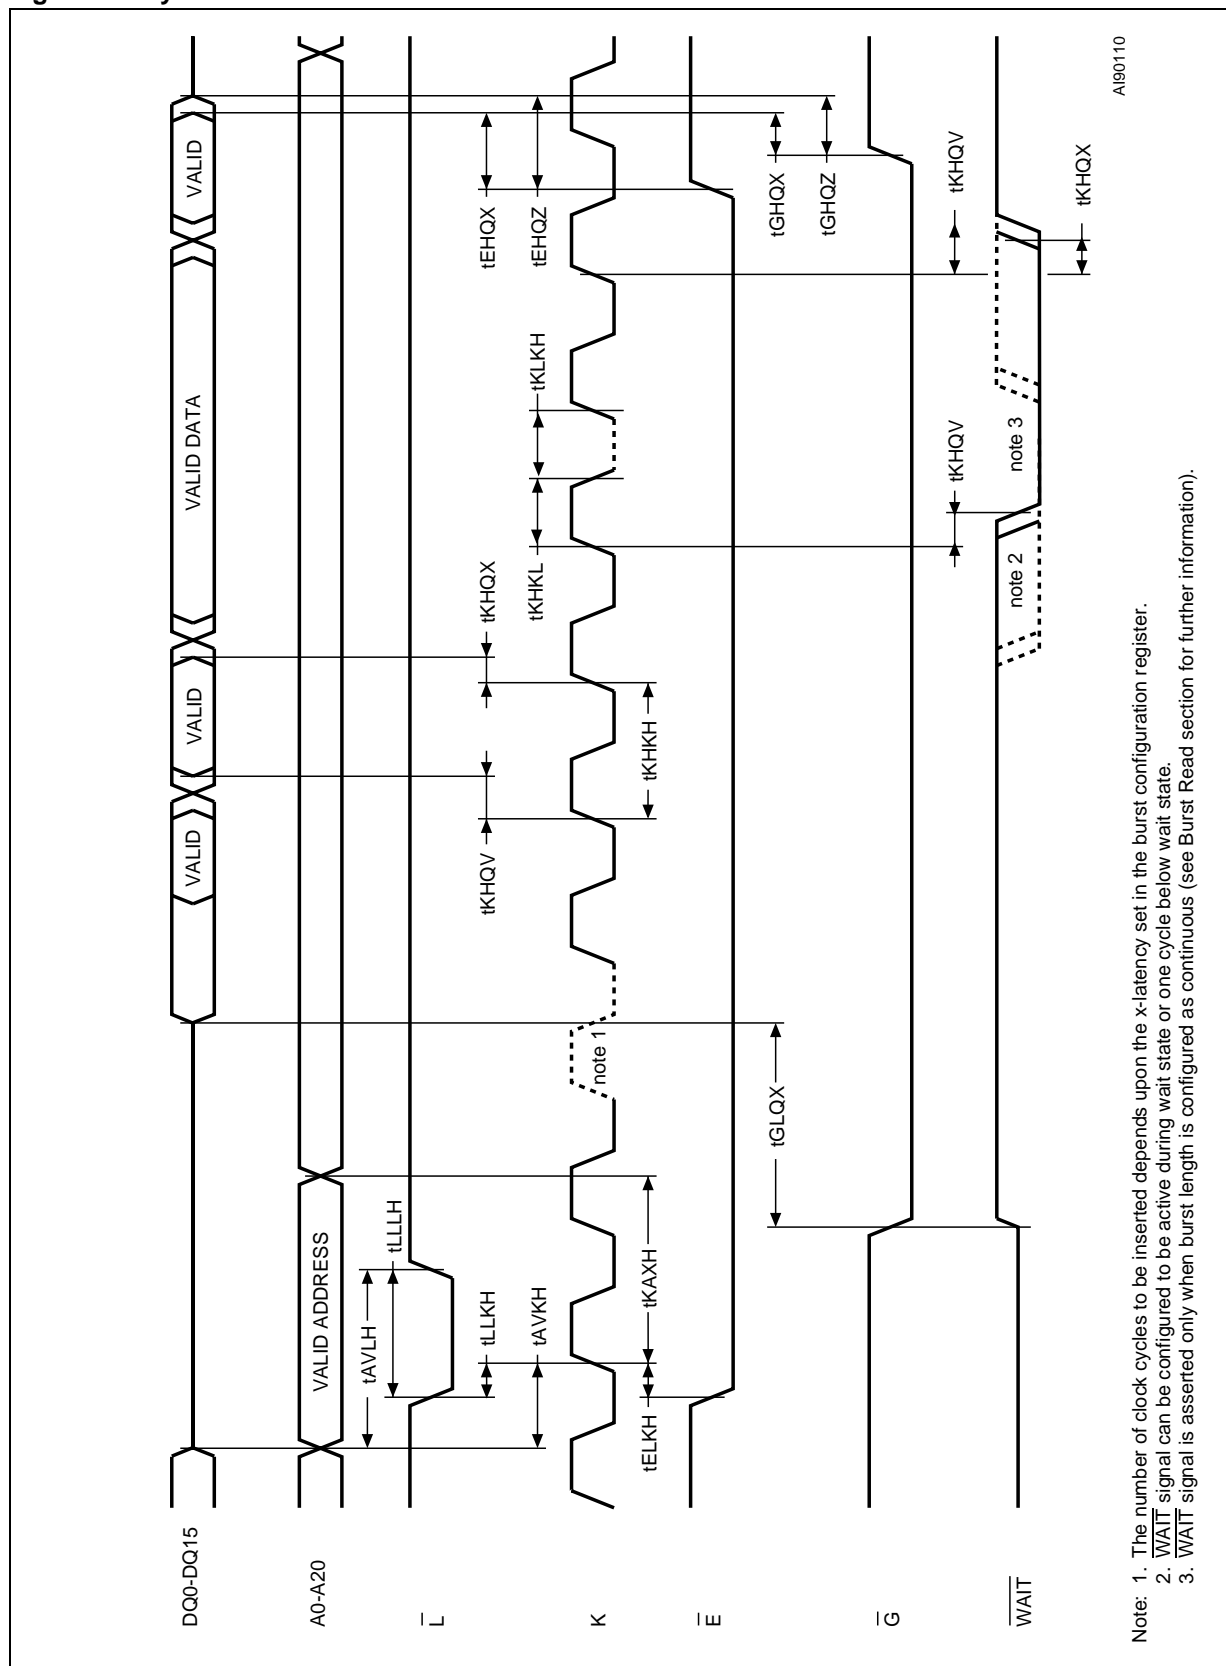 DQ0-DQ15
VALID
VALID
VALID DATA
VALID
A0-A20
VALID ADDRESS
L
tAVLH
tLLLH
tLLKH
tKHQV
tKHQX
tEHQX
tAVKH
tKHKL
tKLKH
tEHQZ
K
note 1
tELKH
tKAXH
tKHKH
E
tGLQX
tGHQX
tGHQZ
G
tKHQV
tKHQV
WAIT
note 2
note 3
tKHQX
AI90110
Note: 1. The number of clock cycles to be inserted depends upon the x-latency set in the burst configuration register.
2. WAIT signal can be configured to be active during wait state or one cycle below wait state.
3. WAIT signal is asserted only when burst length is configured as continuous (see Burst Read section for further information).